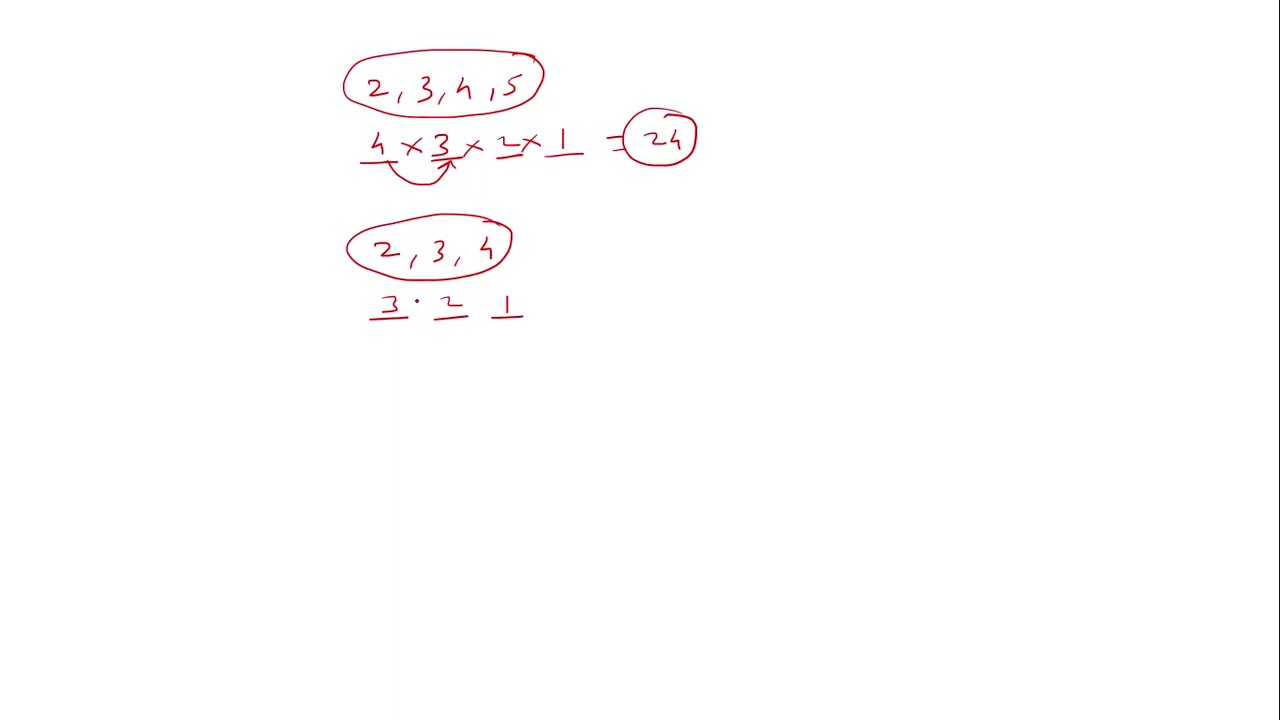 2, 3, 4, 5
4 × 3 × 2 × 1 = 24
2, 3, 4
3 · 2 1